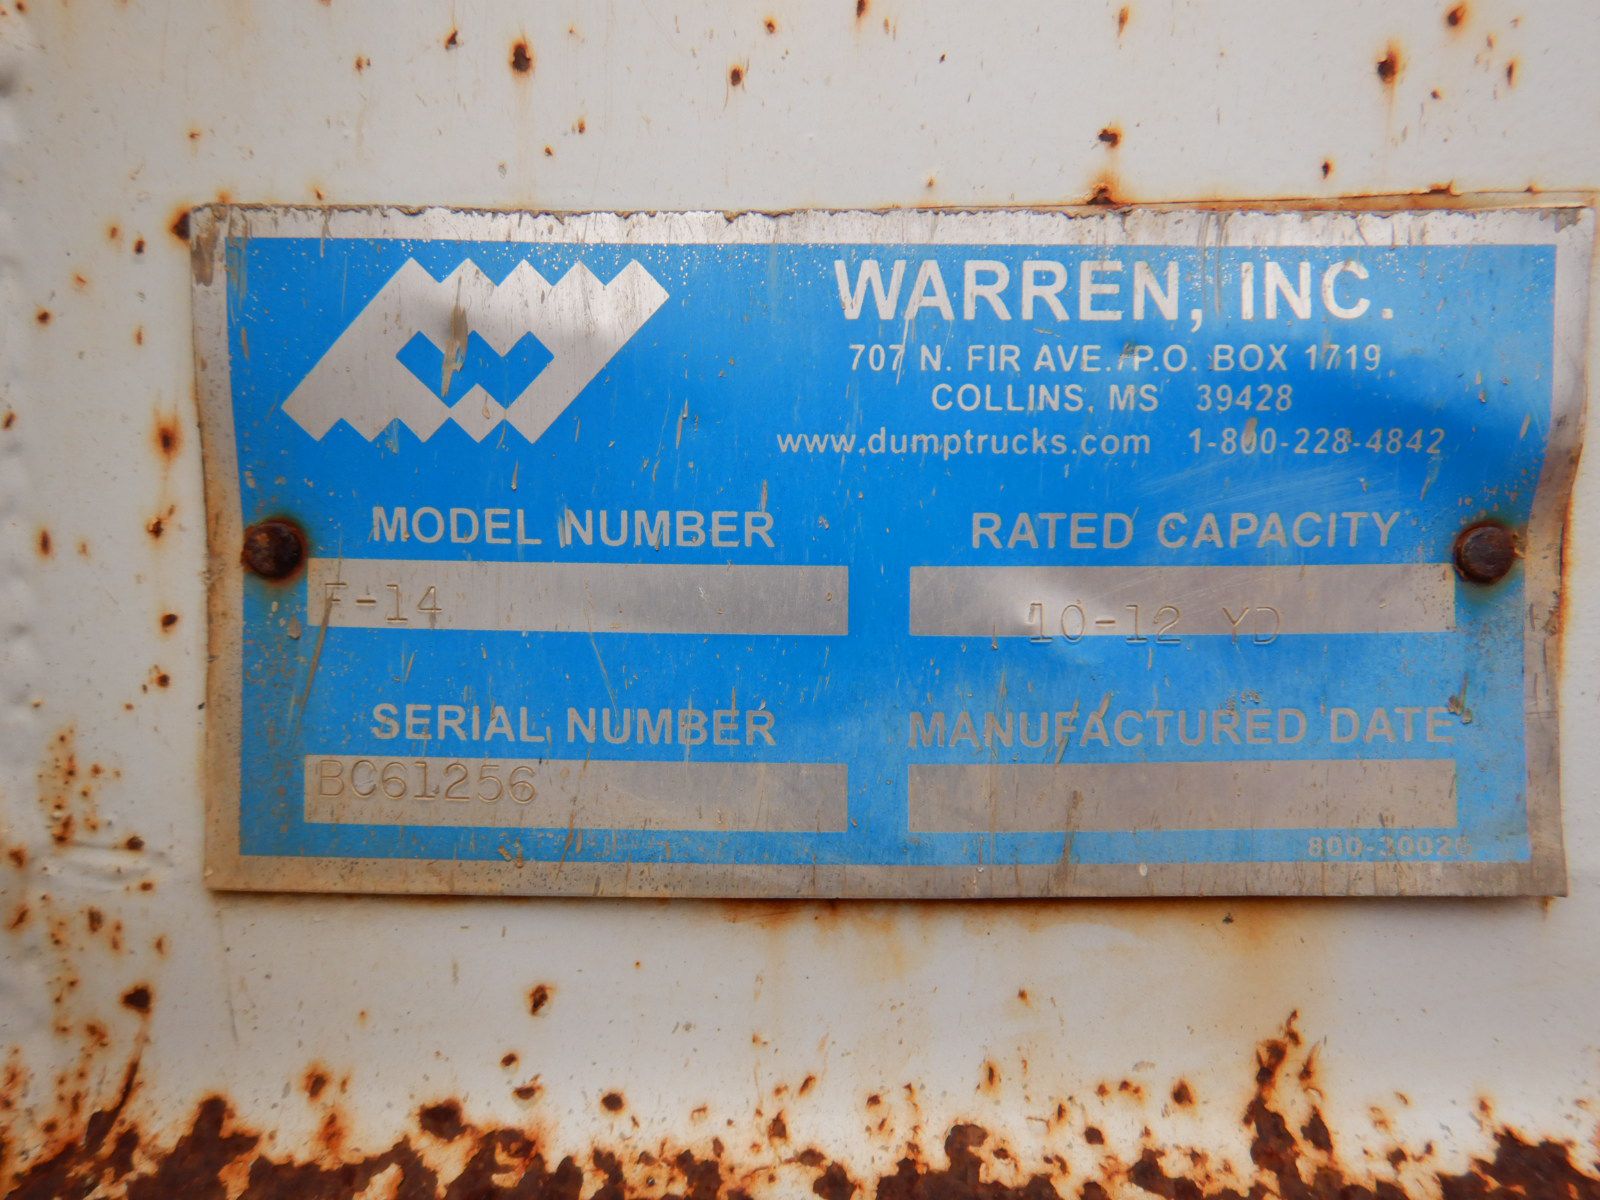 WARREN, INC.
707 N. FIR AVE./P.O. BOX 1719
COLLINS, MS 39428
www.dumptrucks.com 1-800-228-4842
MODEL NUMBER
F-14
RATED CAPACITY
10-12 YD
SERIAL NUMBER
BC61256
MANUFACTURED DATE